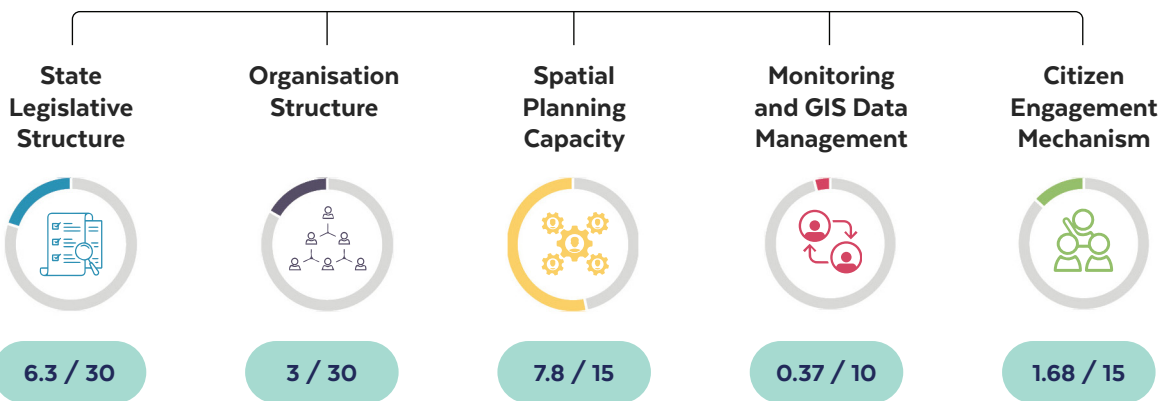 State
Legislative
Structure
Organisation
Structure
Spatial
Planning
Capacity
Monitoring
and GIS Data
Management
Citizen
Engagement
Mechanism
6.3 / 30
3 / 30
7.8 / 15
0.37 / 10
1.68 / 15